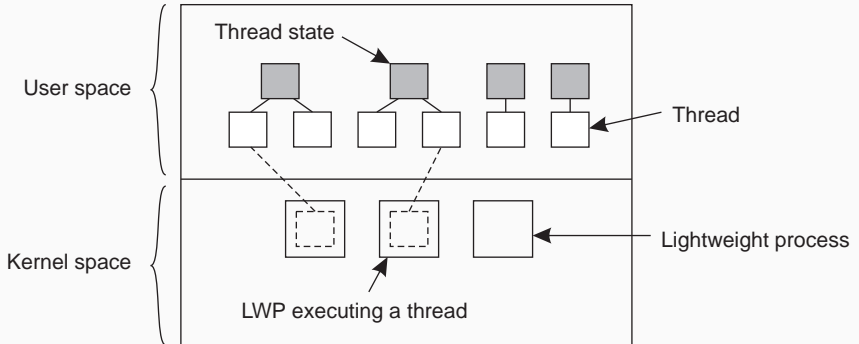 Thread state
User space
Thread
Lightweight process
Kernel space
LWP executing a thread